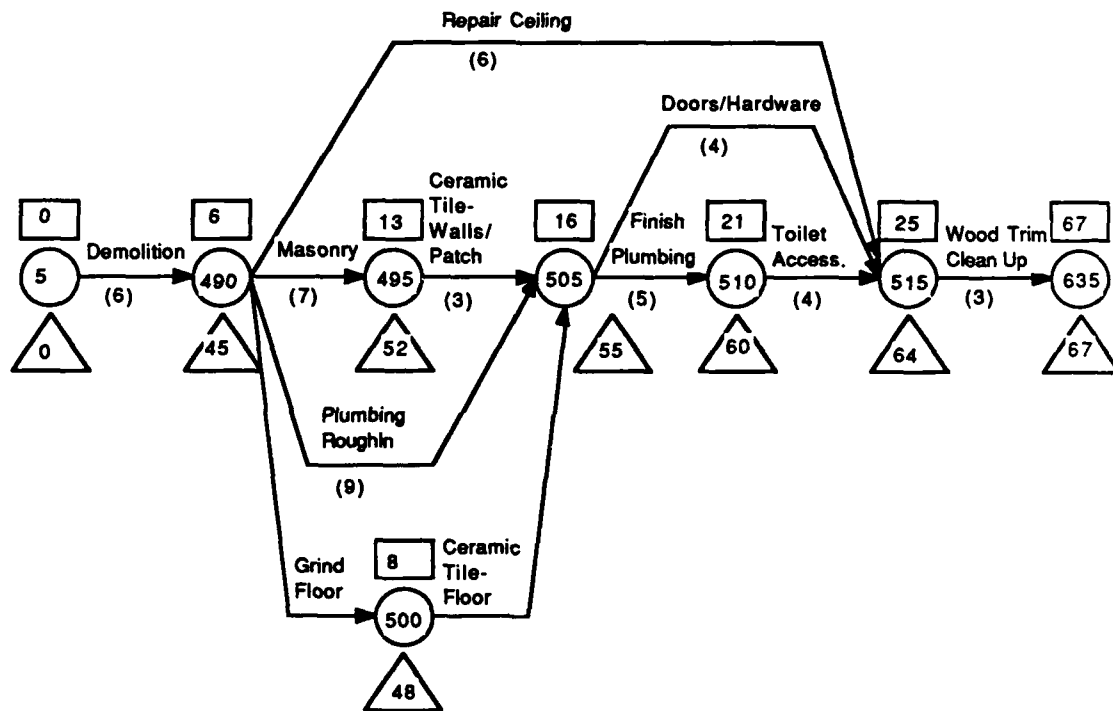 Repair Ceiling
(6)
Doors/Hardware
(4)
0
6
13
Ceramic
Tile-
Walls/
Patch
16
Finish
Plumbing
21
Toilet
Access.
25
Wood Trim
Clean Up
67
Demolition
Masonry
5
490
495
505
510
515
635
(6)
(7)
(3)
(5)
(4)
(3)
0
45
52
55
60
64
67
Plumbing
Roughin
(9)
Grind
Floor
8
Ceramic
Tile-
Floor
500
48